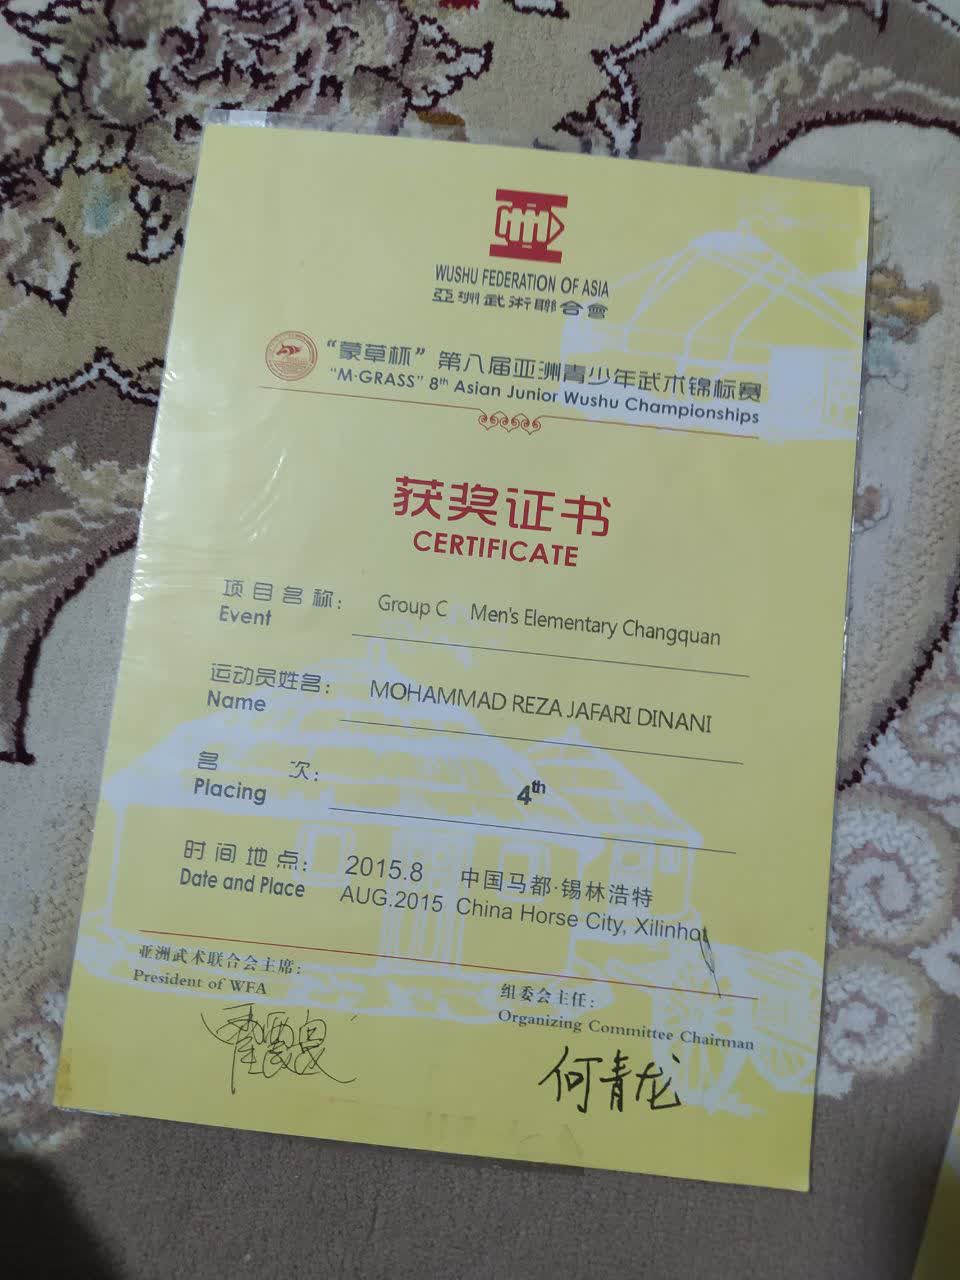 WUSHU FEDERATION OF ASIA
亞洲武術聯合會
“蒙草杯”第八届亚洲青少年武术锦标赛
“M·GRASS” 8th Asian Junior Wushu Championships
获奖证书
CERTIFICATE
项目名称： Group C Men's Elementary Changquan
Event
运动员姓名： MOHAMMAD REZA JAFARI DINANI
Name
名 次： 4th
Placing
时间地点： 2015.8 中国马都·锡林浩特
Date and Place AUG.2015 China Horse City, Xilinhot
亚洲武术联合会主席：
President of WFA
组委会主任：
Organizing Committee Chairman
何青龙